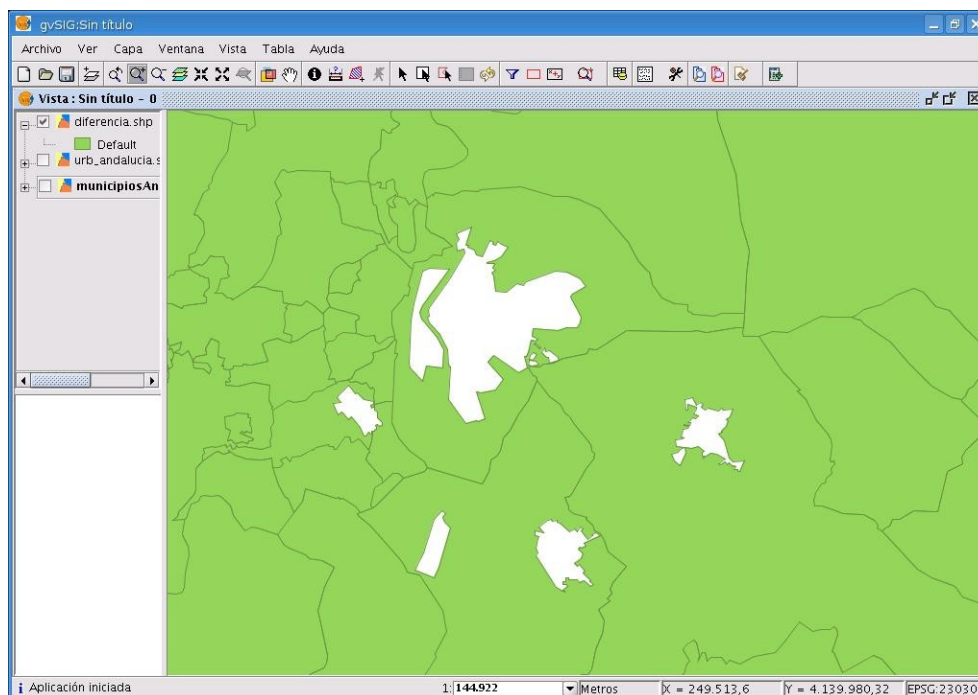 gvSIG:Sin título
Archivo Ver Capa Ventana Vista Tabla Ayuda
Vista : Sin título - 0
diferencia.shp
Default
urb_andalucia.s
municipiosAn
Aplicación iniciada
1: 144.922
Metros
X = 249.513,6
Y = 4.139.980,32
EPSG:23030